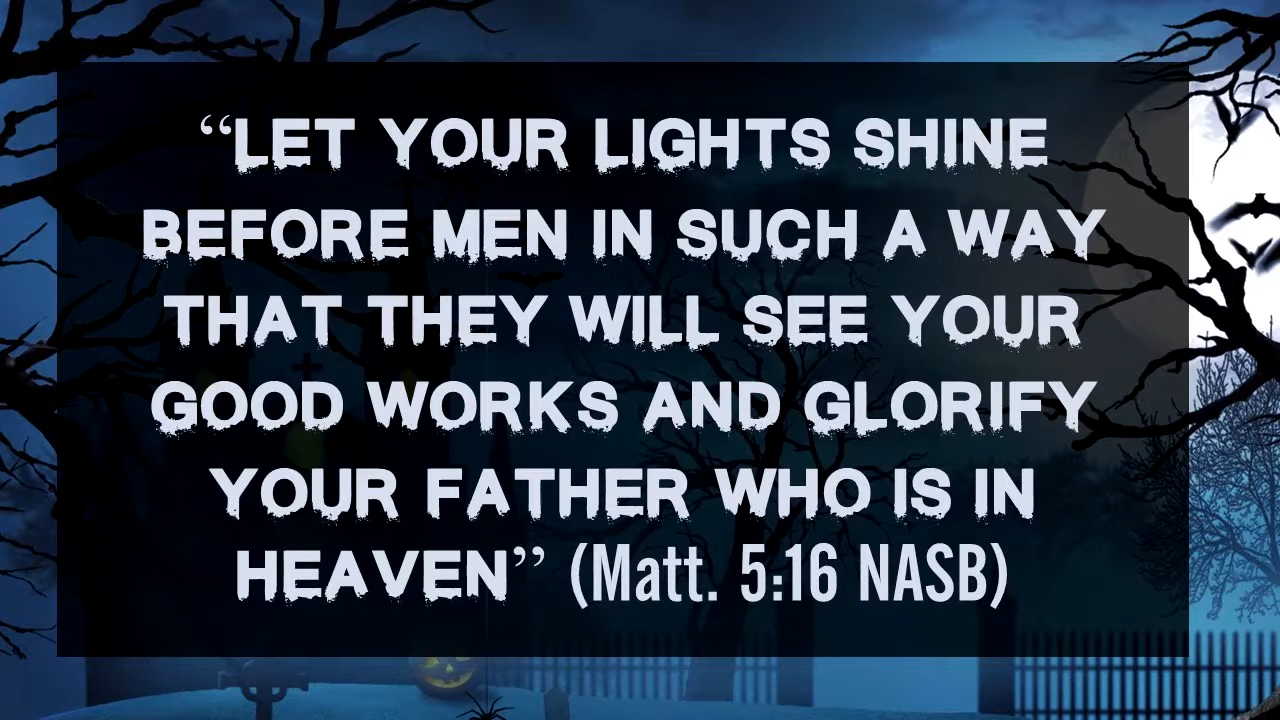 “LET YOUR LIGHTS SHINE
BEFORE MEN IN SUCH A WAY
THAT THEY WILL SEE YOUR
GOOD WORKS AND GLORIFY
YOUR FATHER WHO IS IN
HEAVEN” (Matt. 5:16 NASB)